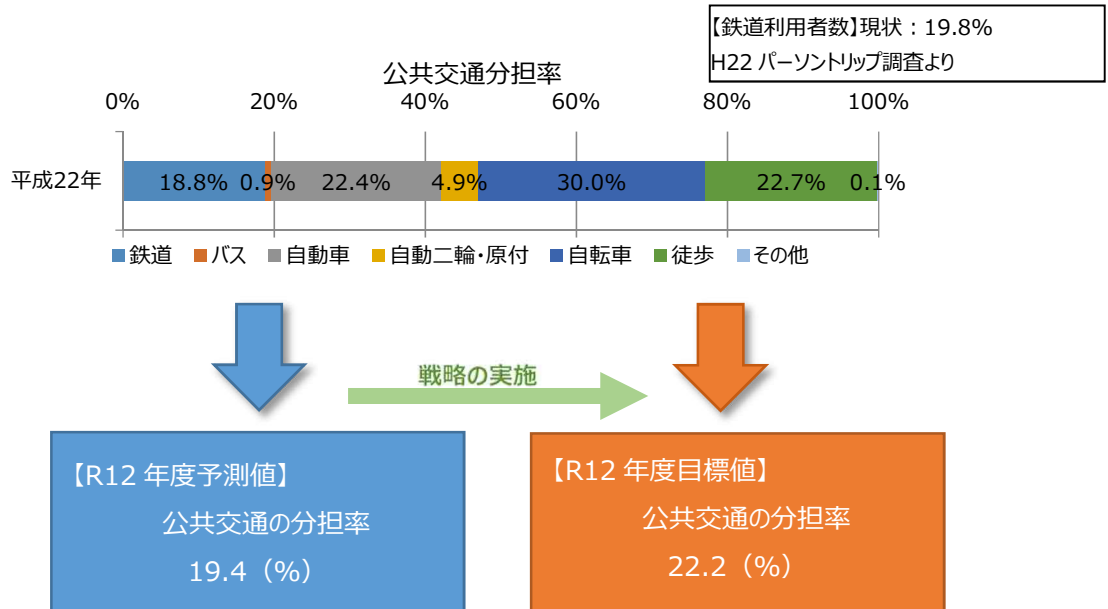 【鉄道利用者数】現状：19.8%
H22 パーソントリップ調査より
公共交通分担率
0% 20% 40% 60% 80% 100%
平成22年 18.8% 0.9% 22.4% 4.9% 30.0% 22.7% 0.1%
鉄道 バス 自動車 自動二輪・原付 自転車 徒歩 その他
戦略の実施
【R12 年度予測値】
公共交通の分担率
19.4（%）
【R12 年度目標値】
公共交通の分担率
22.2（%）